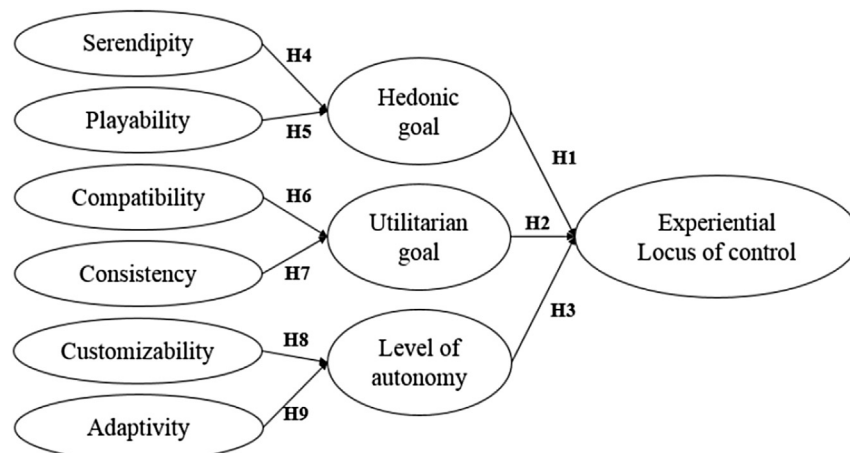 Serendipity
H4
Playability
H5
Hedonic
goal
H1
Compatibility
H6
Consistency
H7
Utilitarian
goal
H2
Experiential
Locus of control
Customizability
H8
Adaptivity
H9
Level of
autonomy
H3